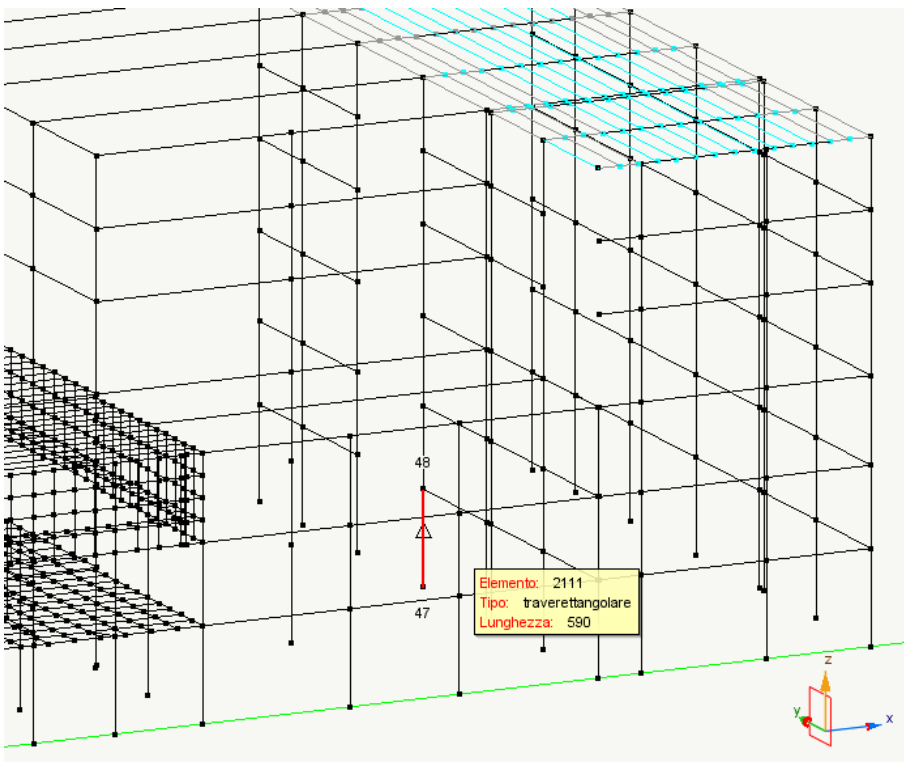 48
Elemento: 2111
Tipo: traverettangolare
Lunghezza: 590
47
z
y
x